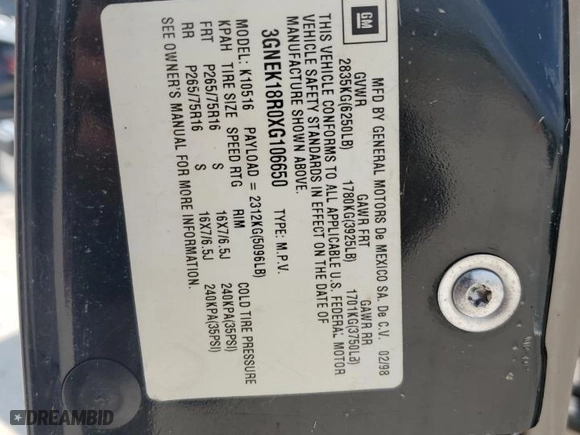 GM
MFD BY GENERAL MOTORS De MEXICO SA. De C.V. 02/98
GVWR GAWR FRT GAWR RR
2835KG(6250LB) 1780KG(3925LB) 1701KG(3750LB)
THIS VEHICLE CONFORMS TO ALL APPLICABLE U.S. FEDERAL MOTOR
VEHICLE SAFETY STANDARDS IN EFFECT ON THE DATE OF
MANUFACTURE SHOWN ABOVE.
3GNEK18R0XG106650 TYPE: M.P.V.
MODEL: K10516 PAYLOAD = 2312KG(5096LB)
KPAH TIRE SIZE SPEED RTG RIM COLD TIRE PRESSURE
FRT P265/75R16 S 16X7/6.5J 240KPA(35PSI)
RR P265/75R16 S 16X7/6.5J 240KPA(35PSI)
SEE OWNER'S MANUAL FOR MORE INFORMATION.
DREAMBID